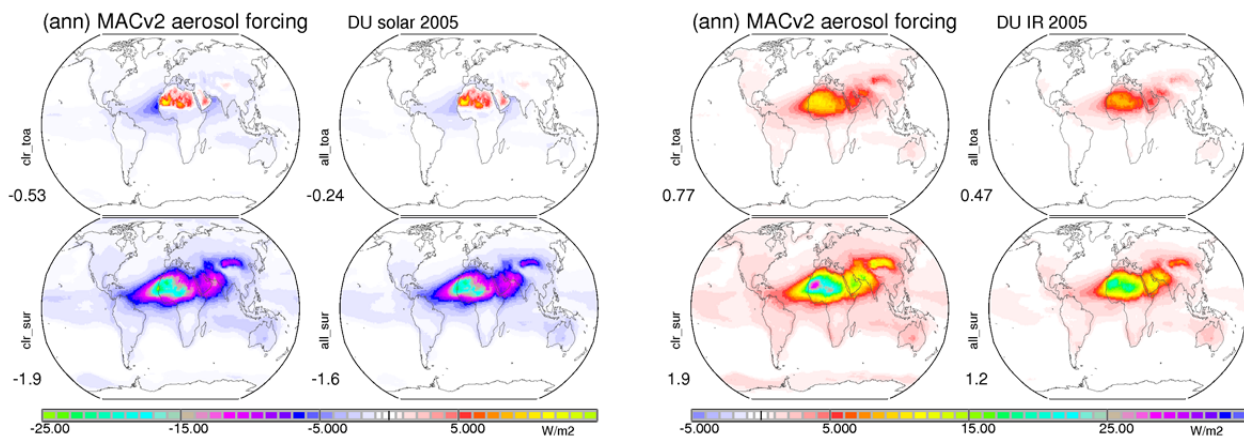 (ann) MACv2 aerosol forcing DU solar 2005
clr_toa
-0.53
all_toa
-0.24
clr_sur
-1.9
all_sur
-1.6
-25.00 -15.00 -5.000 5.000 W/m2
(ann) MACv2 aerosol forcing DU IR 2005
clr_toa
0.77
all_toa
0.47
clr_sur
1.9
all_sur
1.2
-5.000 5.000 15.00 25.00 W/m2